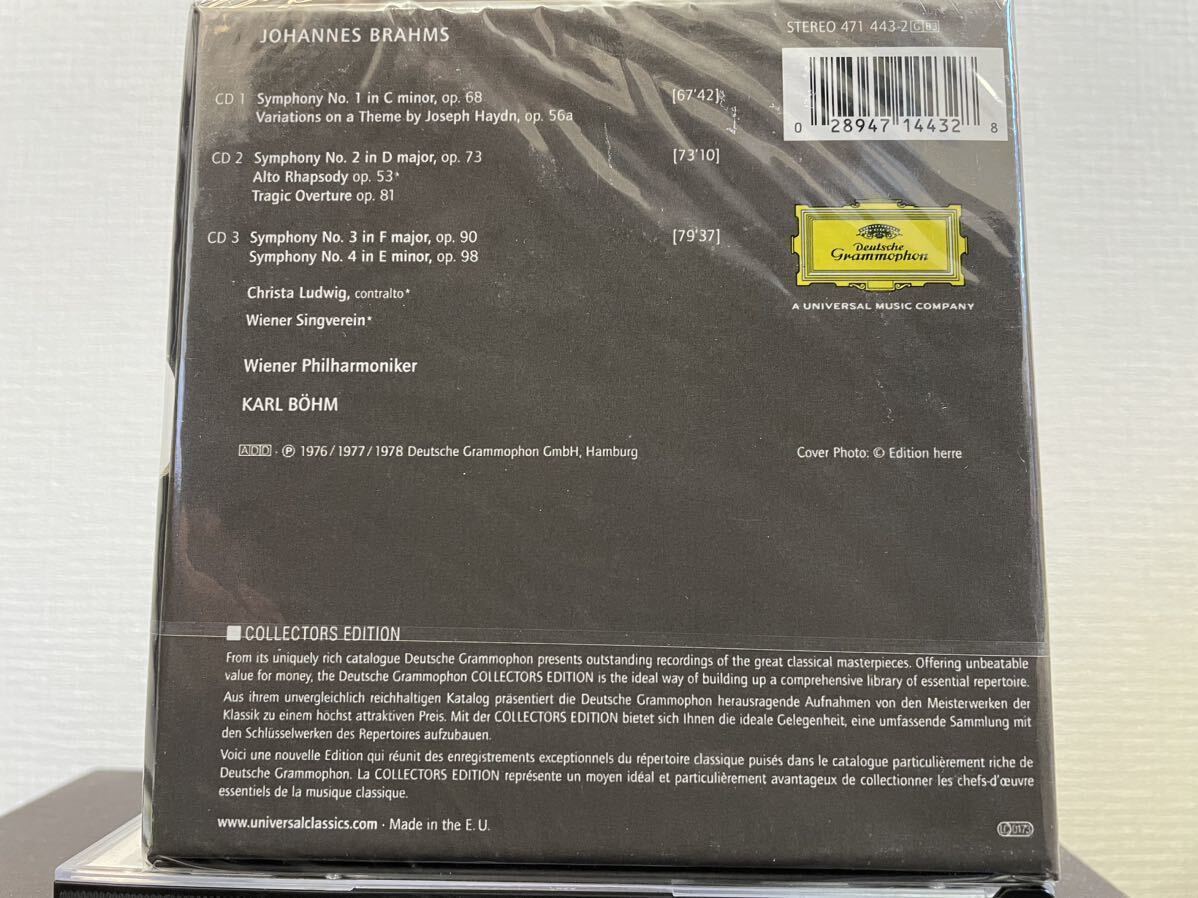 JOHANNES BRAHMS
STEREO 471 443-2 GB3
0 28947 14432 8
CD 1 Symphony No. 1 in C minor, op. 68 [67'42]
Variations on a Theme by Joseph Haydn, op. 56a
CD 2 Symphony No. 2 in D major, op. 73 [73'10]
Alto Rhapsody op. 53*
Tragic Overture op. 81
CD 3 Symphony No. 3 in F major, op. 90 [79'37]
Symphony No. 4 in E minor, op. 98
Deutsche
Grammophon
A UNIVERSAL MUSIC COMPANY
Christa Ludwig, contralto*
Wiener Singverein*
Wiener Philharmoniker
KARL BÖHM
ADD · ℗ 1976/1977/1978 Deutsche Grammophon GmbH, Hamburg
Cover Photo: © Edition herre
COLLECTORS EDITION
From its uniquely rich catalogue Deutsche Grammophon presents outstanding recordings of the great classical masterpieces. Offering unbeatable
value for money, the Deutsche Grammophon COLLECTORS EDITION is the ideal way of building up a comprehensive library of essential repertoire.
Aus ihrem unvergleichlich reichhaltigen Katalog präsentiert die Deutsche Grammophon herausragende Aufnahmen von den Meisterwerken der
Klassik zu einem höchst attraktiven Preis. Mit der COLLECTORS EDITION bietet sich Ihnen die ideale Gelegenheit, eine umfassende Sammlung mit
den Schlüsselwerken des Repertoires aufzubauen.
Voici une nouvelle Edition qui réunit des enregistrements exceptionnels du répertoire classique puisés dans le catalogue particulièrement riche de
Deutsche Grammophon. La COLLECTORS EDITION représente un moyen idéal et particulièrement avantageux de collectionner les chefs-d'œuvre
essentiels de la musique classique.
www.universalclassics.com · Made in the E. U.
LC 0173